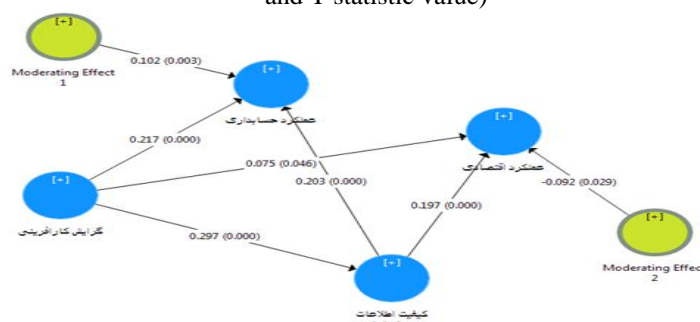 and T statistic value)
[+]
Moderating Effect
1
0.102 (0.003)
[+]
عملکرد حسابداری
0.217 (0.000)
[+]
عملکرد اقتصادی
0.075 (0.046)
0.203 (0.000)
0.197 (0.000)
-0.092 (0.029)
[+]
گرایش کارآفرینی
0.297 (0.000)
[+]
Moderating Effec
2
[+]
کیفیت اطلاعات